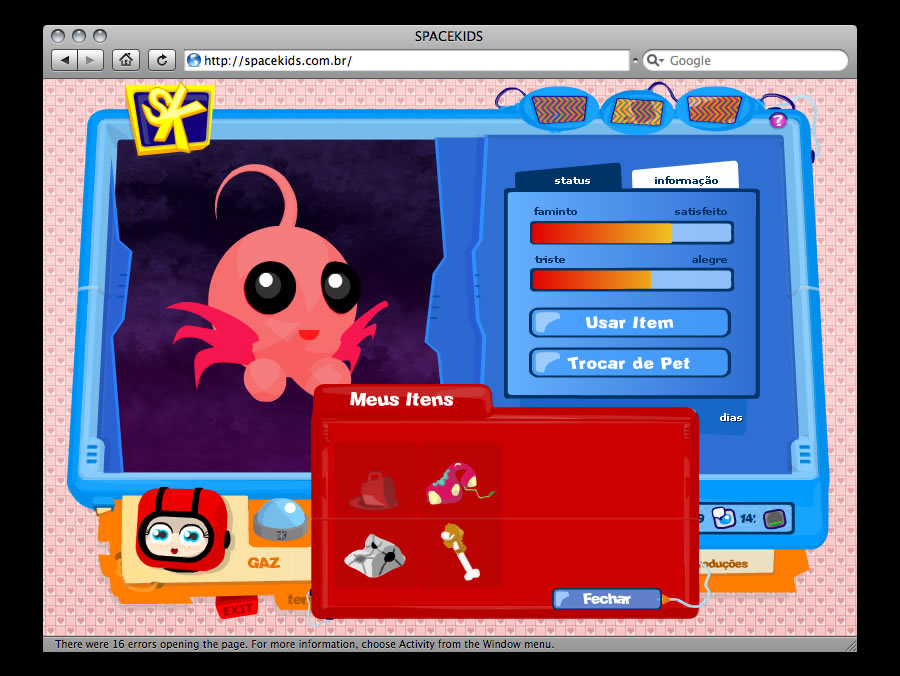 SPACEKIDS
http://spacekids.com.br/
Google
SK
?
status
informação
faminto
satisfeito
triste
alegre
Usar Item
Trocar de Pet
dias
Meus Itens
GAZ
EXIT
Fechar
There were 16 errors opening the page. For more information, choose Activity from the Window menu.